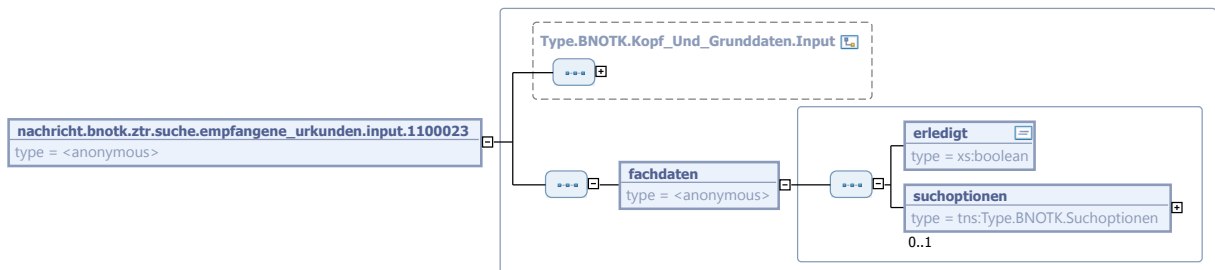 Type.BNOTK.Kopf_Und_Grunddaten.Input
nachricht.bnotk.ztr.suche.empfangene_urkunden.input.1100023
type = <anonymous>
fachdaten
type = <anonymous>
erledigt
type = xs:boolean
suchoptionen
type = tns:Type.BNOTK.Suchoptionen
0..1